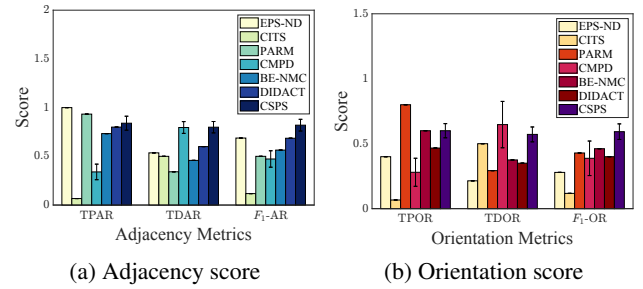 2
1.5
1
0.5
0
Score
EPS-ND
CITS
PARM
CMPD
BE-NMC
DIDACT
CSPS
TPAR TDAR F1-AR
Adjacency Metrics
(a) Adjacency score
1.5
1
0.5
0
Score
EPS-ND
CITS
PARM
CMPD
BE-NMC
DIDACT
CSPS
TPOR TDOR F1-OR
Orientation Metrics
(b) Orientation score